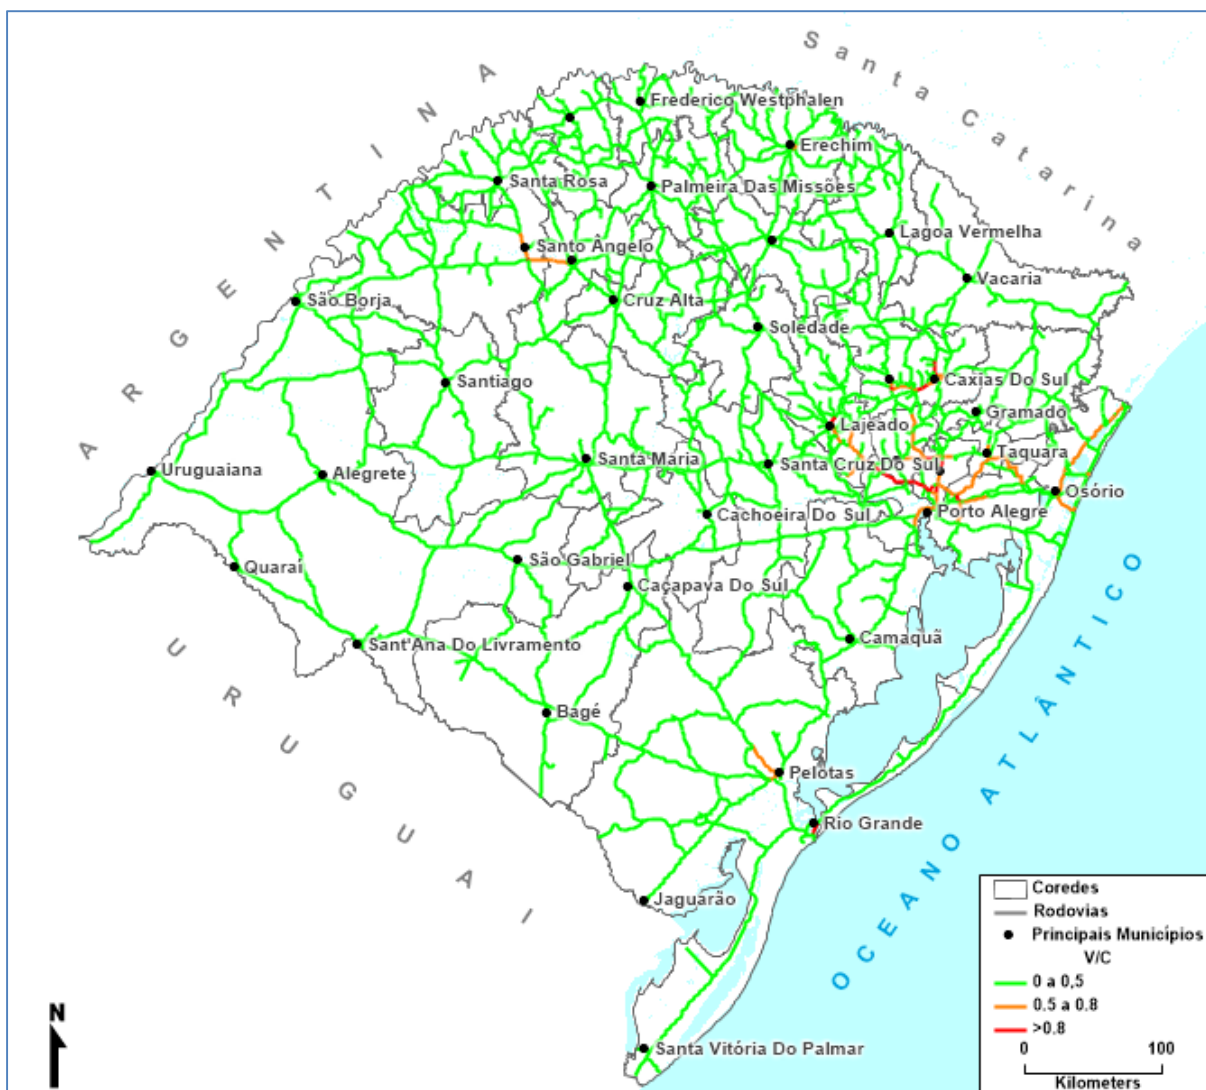 Santa Catarina
ARGENTINA
Frederico Westphalen
Erechim
Santa Rosa
Palmeira Das Missões
Lagoa Vermelha
Santo Ângelo
Vacaria
São Borja
Cruz Alta
Soledade
Santiago
Caxias Do Sul
Gramado
Lajeado
Taquara
Uruguaiana
Alegrete
Santa Maria
Santa Cruz Do Sul
Osório
Cachoeira Do Sul
Porto Alegre
Quaraí
São Gabriel
Caçapava Do Sul
Camaquã
Sant'Ana Do Livramento
URUGUAI
Bagé
OCEANO ATLÂNTICO
Pelotas
Rio Grande
Jaguarão
Santa Vitória Do Palmar
N
Coredes
Rodovias
Principais Municípios
V/C
0 a 0,5
0.5 a 0.8
>0.8
0 100
Kilometers